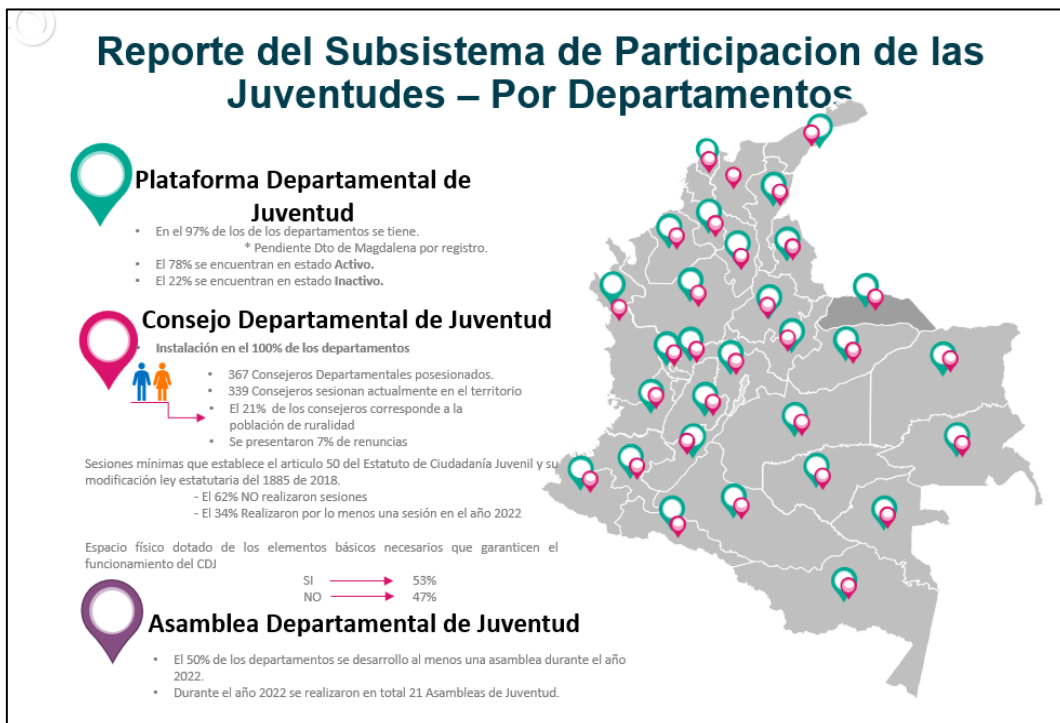 Reporte del Subsistema de Participacion de las
Juventudes – Por Departamentos
Plataforma Departamental de
Juventud
• En el 97% de los de los departamentos se tiene.
* Pendiente Dto de Magdalena por registro.
• El 78% se encuentran en estado Activo.
• El 22% se encuentran en estado Inactivo.
Consejo Departamental de Juventud
• Instalación en el 100% de los departamentos
• 367 Consejeros Departamentales posesionados.
• 339 Consejeros sesionan actualmente en el territorio
• El 21% de los consejeros corresponde a la
población de ruralidad
• Se presentaron 7% de renuncias
Sesiones mínimas que establece el articulo 50 del Estatuto de Ciudadanía Juvenil y su
modificación ley estatutaria del 1885 de 2018.
- El 62% NO realizaron sesiones
- El 34% Realizaron por lo menos una sesión en el año 2022
Espacio físico dotado de los elementos básicos necesarios que garanticen el
funcionamiento del CDJ
SI 53%
NO 47%
Asamblea Departamental de Juventud
• El 50% de los departamentos se desarrollo al menos una asamblea durante el año
2022.
• Durante el año 2022 se realizaron en total 21 Asambleas de Juventud.